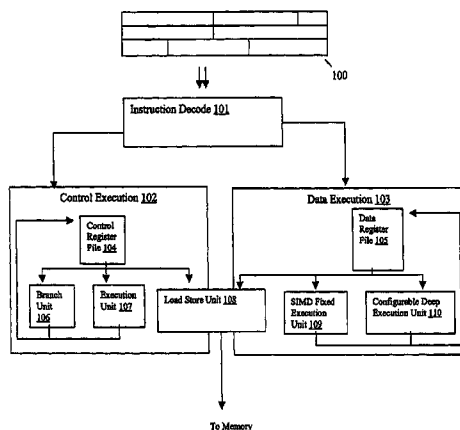 100
Instruction Decode 101
Control Execution 102
Data Execution 103
Control
Register
File 104
Data
Register
File 105
Branch
Unit
106
Execution
Unit 107
Load Store Unit 108
SIMD Fixed
Execution
Unit 109
Configurable Deep
Execution Unit 110
To Memory